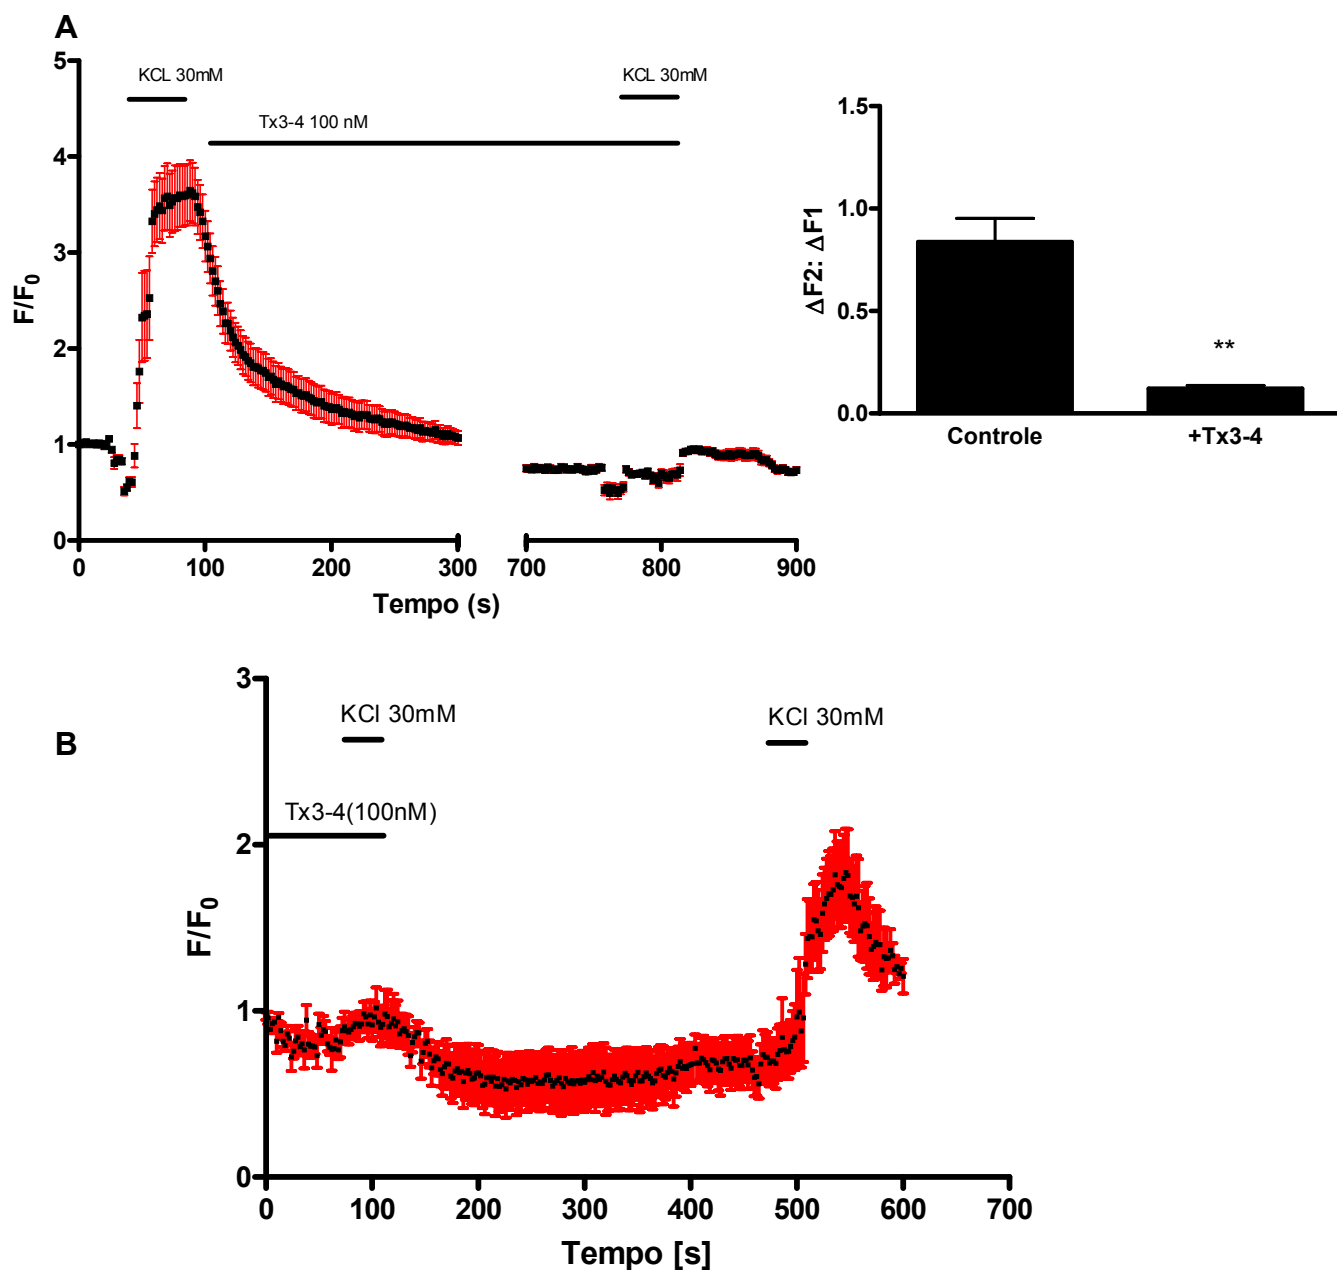 A
KCL 30mM
KCL 30mM
Tx3-4 100 nM
F/F0
5
4
3
2
1
0
0 100 200 300 700 800 900
Tempo (s)
ΔF2: ΔF1
1.5
1.0
0.5
0.0
**
Controle +Tx3-4
B
KCl 30mM
KCl 30mM
Tx3-4(100nM)
F/F0
3
2
1
0
0 100 200 300 400 500 600 700
Tempo [s]